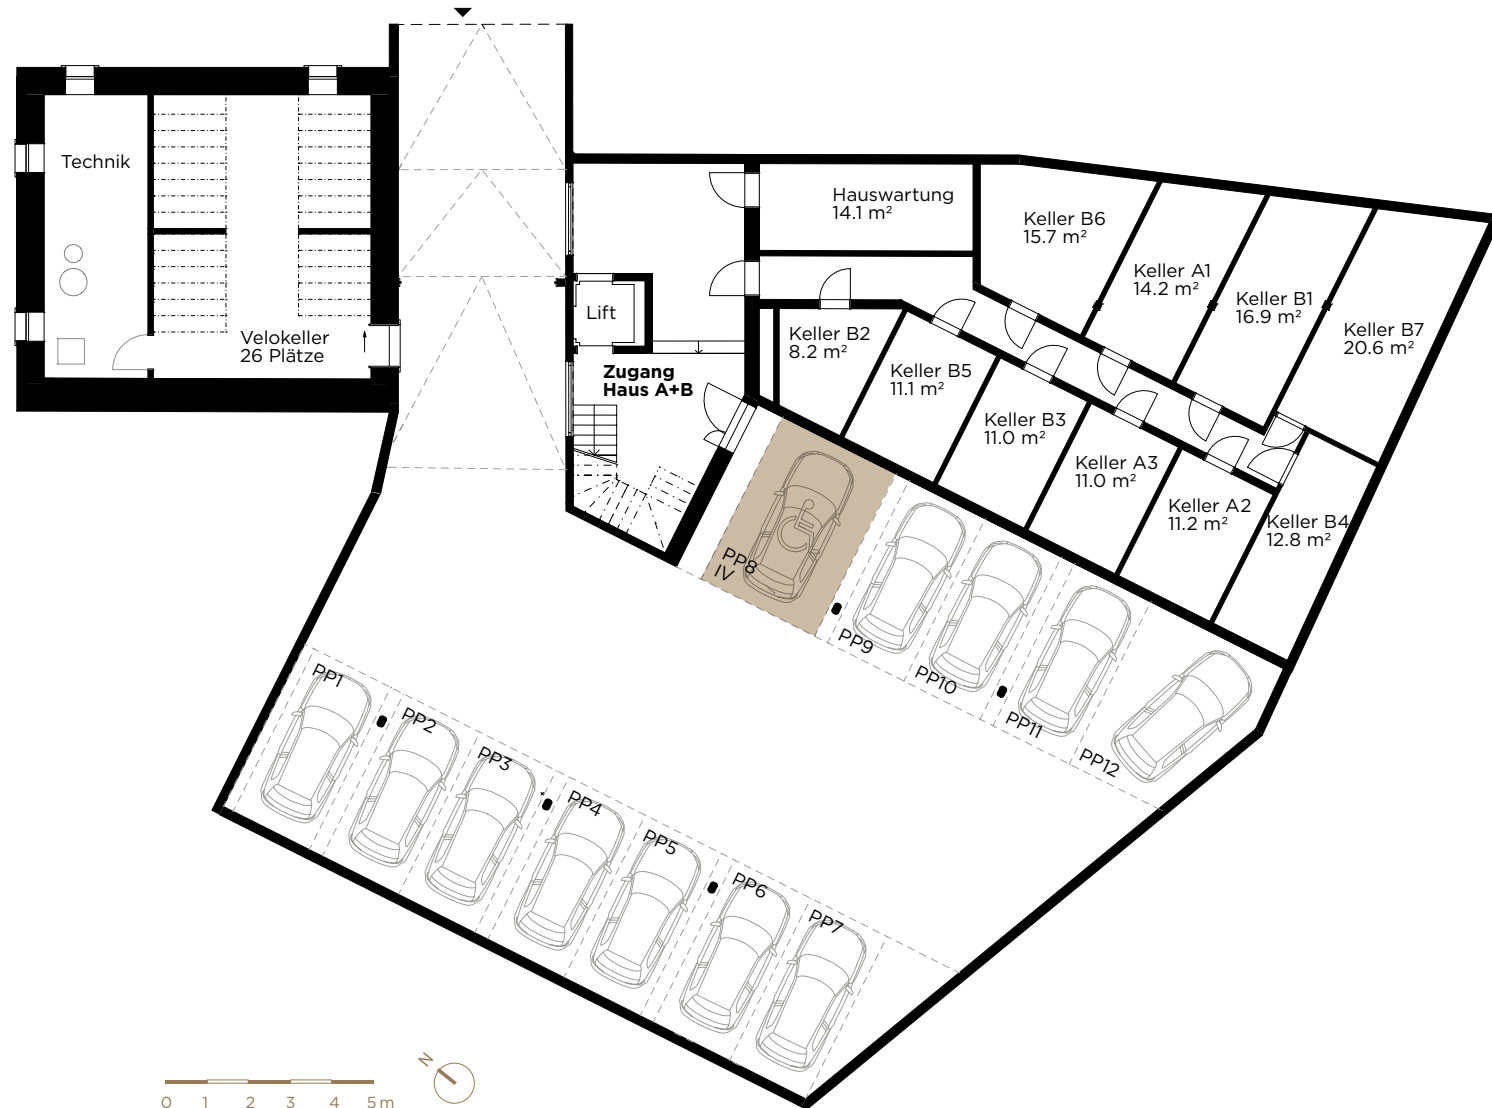 Technik
Velokeller
26 Plätze
Lift
Zugang
Haus A+B
Hauswartung
14.1 m²
Keller B6
15.7 m²
Keller A1
14.2 m²
Keller B1
16.9 m²
Keller B7
20.6 m²
Keller B2
8.2 m²
Keller B5
11.1 m²
Keller B3
11.0 m²
Keller A3
11.0 m²
Keller A2
11.2 m²
Keller B4
12.8 m²
PP8
IV
PP9
PP10
PP11
PP12
PP1
PP2
PP3
PP4
PP5
PP6
PP7
N
0 1 2 3 4 5 m